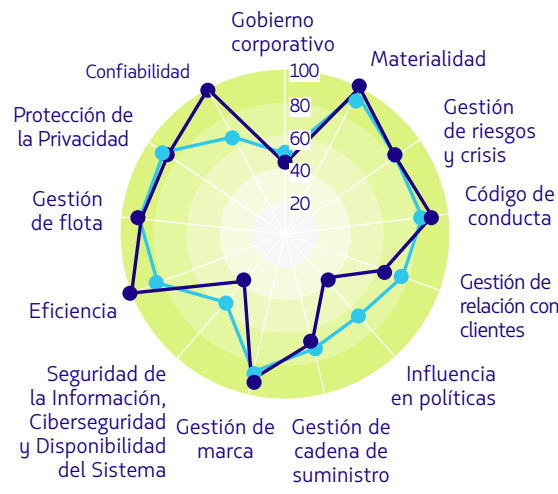 Gobierno
corporativo
Materialidad
Gestión
de riesgos
y crisis
Código de
conducta
Gestión de
relación con
clientes
Influencia
en políticas
Gestión de
cadena de
suministro
Gestión de
marca
Seguridad de
la Información,
Ciberseguridad
y Disponibilidad
del Sistema
Eficiencia
Gestión
de flota
Protección de
la Privacidad
Confiabilidad
100
80
60
40
20